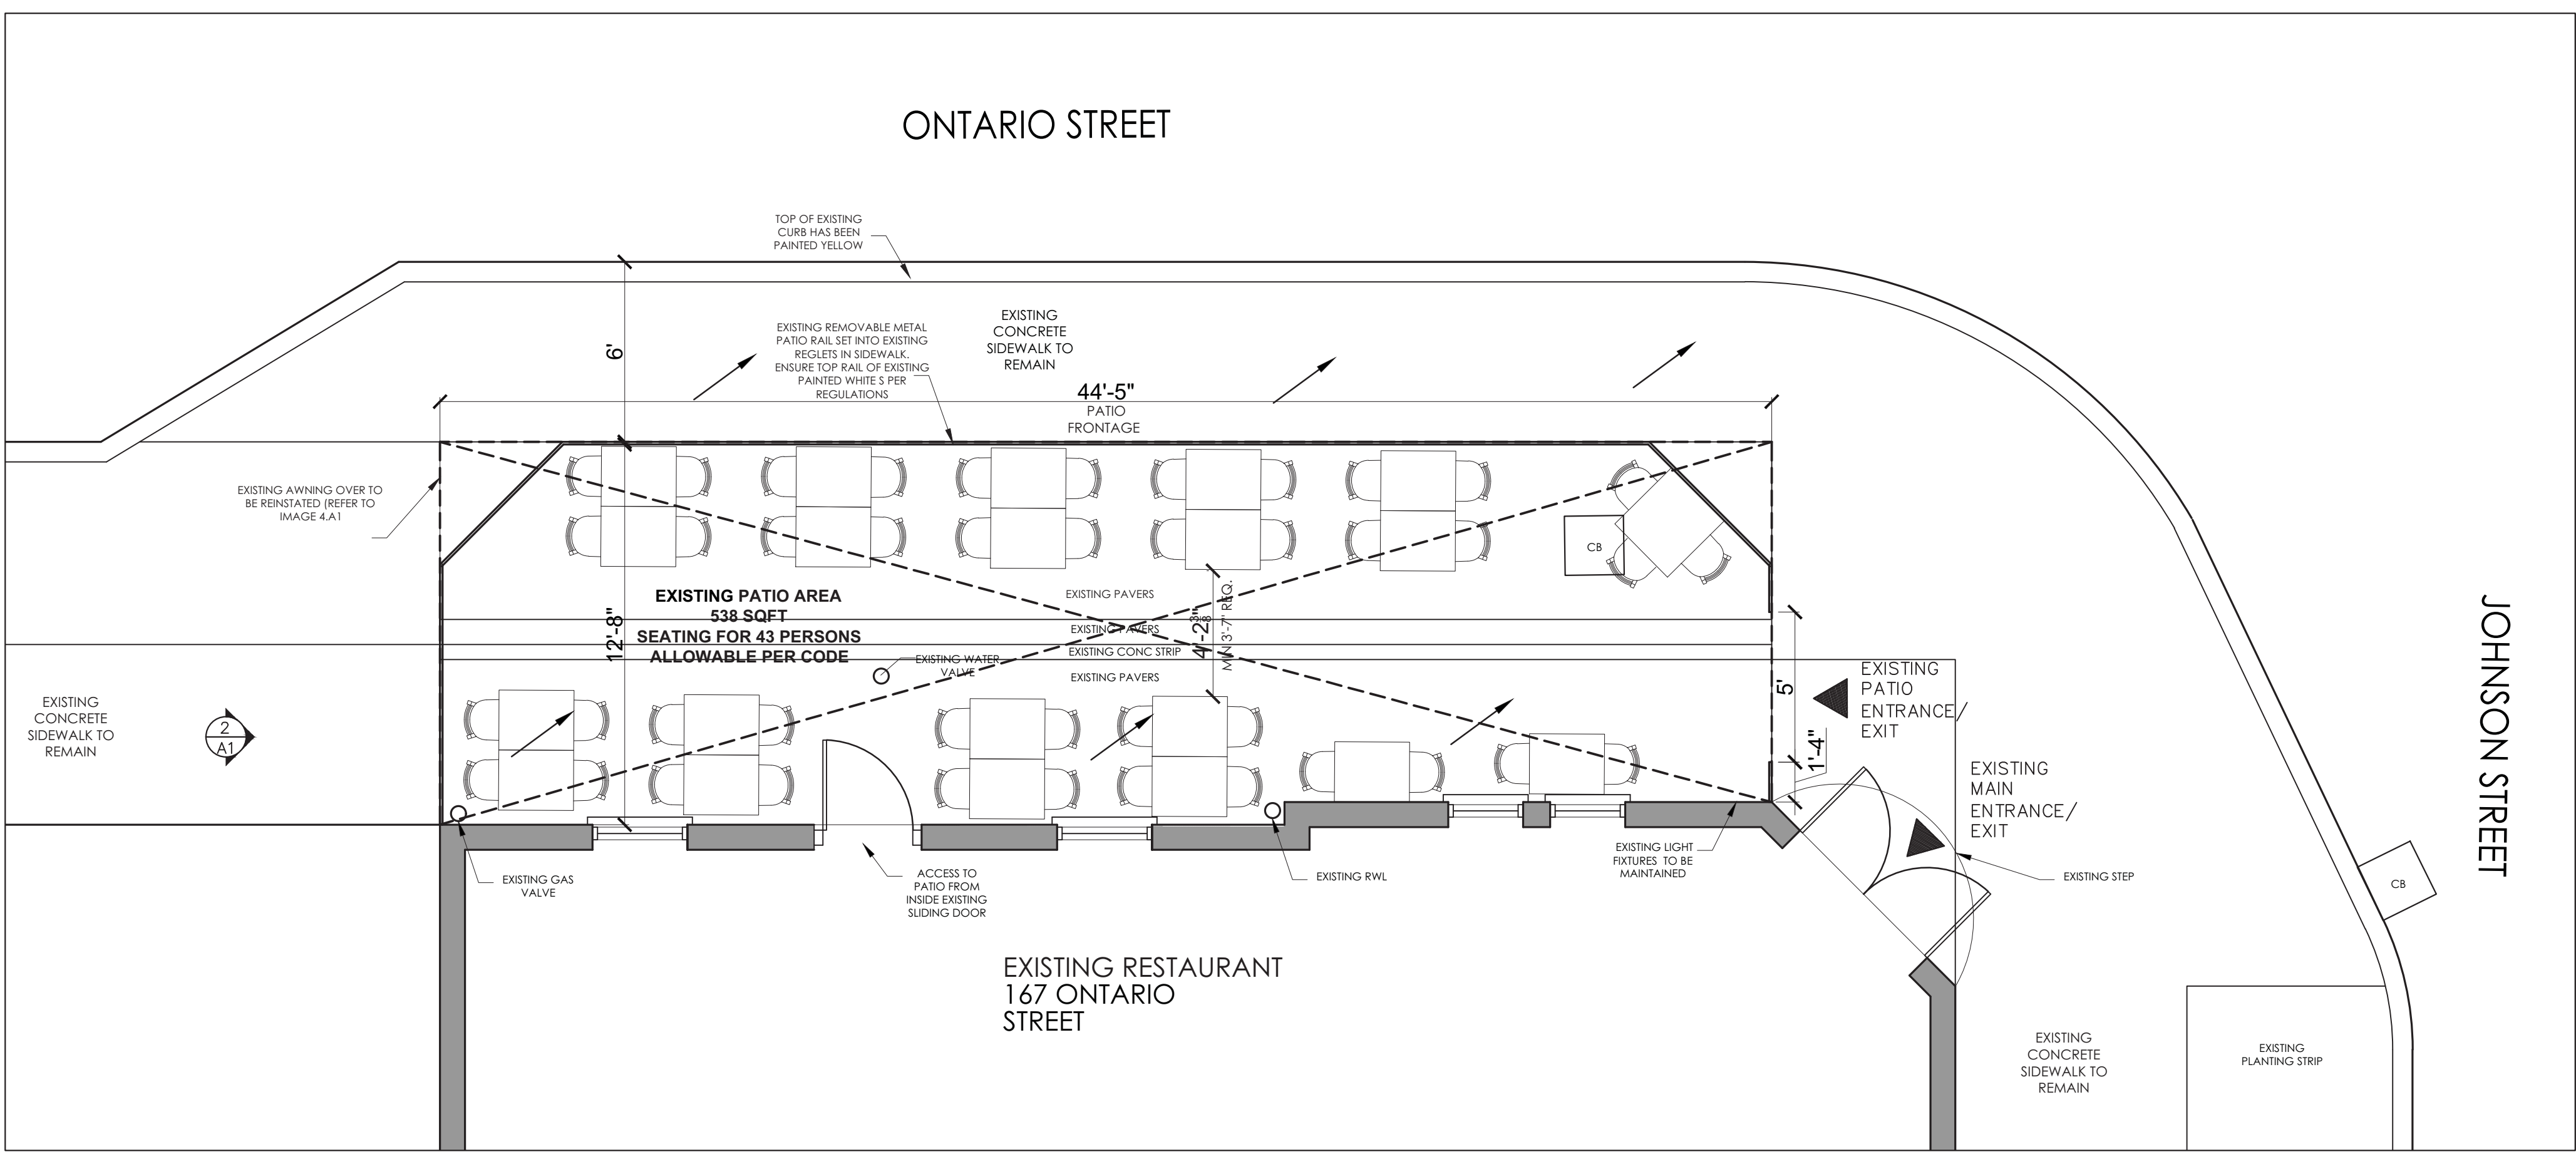 ONTARIO STREET
TOP OF EXISTING
CURB HAS BEEN
PAINTED YELLOW
EXISTING REMOVABLE METAL
PATIO RAIL SET INTO EXISTING
REGLETS IN SIDEWALK.
ENSURE TOP RAIL OF EXISTING
PAINTED WHITE S PER
REGULATIONS
EXISTING
CONCRETE
SIDEWALK TO
REMAIN
6'
44'-5"
PATIO
FRONTAGE
EXISTING AWNING OVER TO
BE REINSTATED (REFER TO
IMAGE 4.A1
CB
EXISTING PATIO AREA
538 SQFT
SEATING FOR 43 PERSONS
ALLOWABLE PER CODE
12'-8"
EXISTING PAVERS
EXISTING PAVERS
EXISTING CONC STRIP
EXISTING PAVERS
4'-2 3/8"
MIN 3'-7" REQ.
EXISTING WATER
VALVE
5'
1'-4"
EXISTING
PATIO
ENTRANCE/
EXIT
EXISTING
MAIN
ENTRANCE/
EXIT
JOHNSON STREET
EXISTING
CONCRETE
SIDEWALK TO
REMAIN
2
A1
EXISTING GAS
VALVE
ACCESS TO
PATIO FROM
INSIDE EXISTING
SLIDING DOOR
EXISTING RWL
EXISTING LIGHT
FIXTURES TO BE
MAINTAINED
EXISTING STEP
CB
EXISTING RESTAURANT
167 ONTARIO
STREET
EXISTING
CONCRETE
SIDEWALK TO
REMAIN
EXISTING
PLANTING STRIP